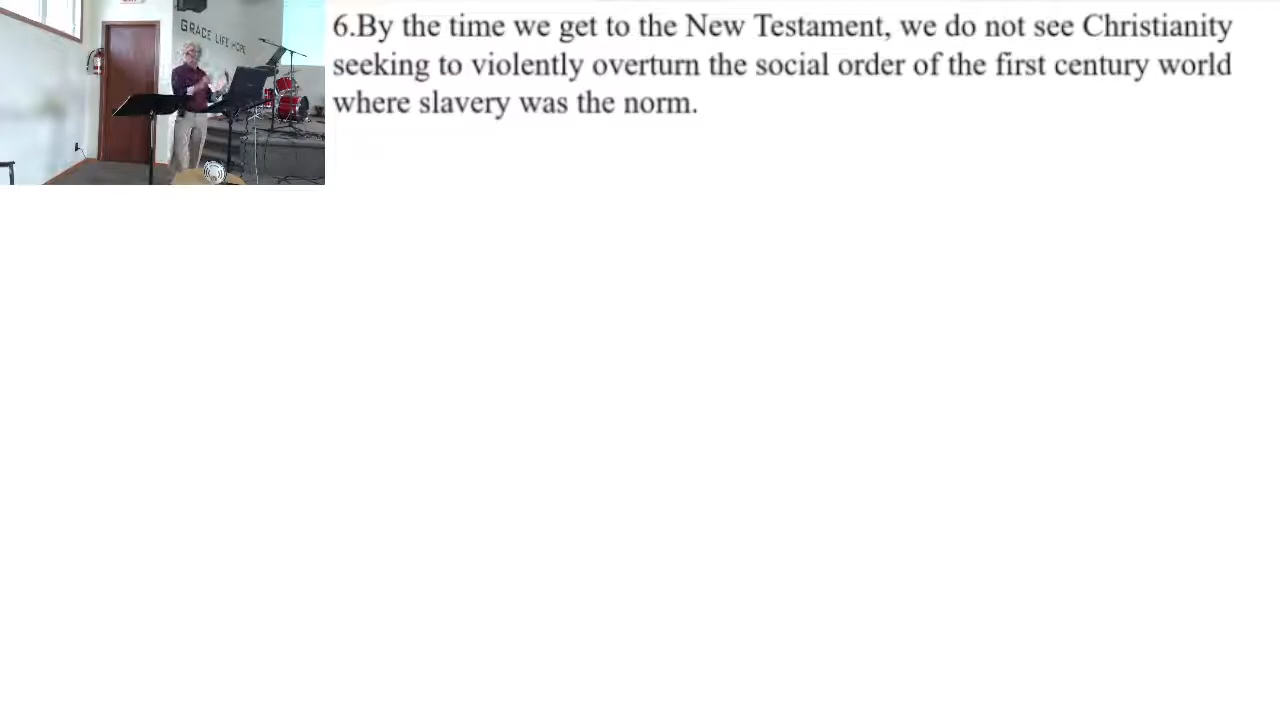 GRACE LIFE HOPE
6.By the time we get to the New Testament, we do not see Christianity
seeking to violently overturn the social order of the first century world
where slavery was the norm.